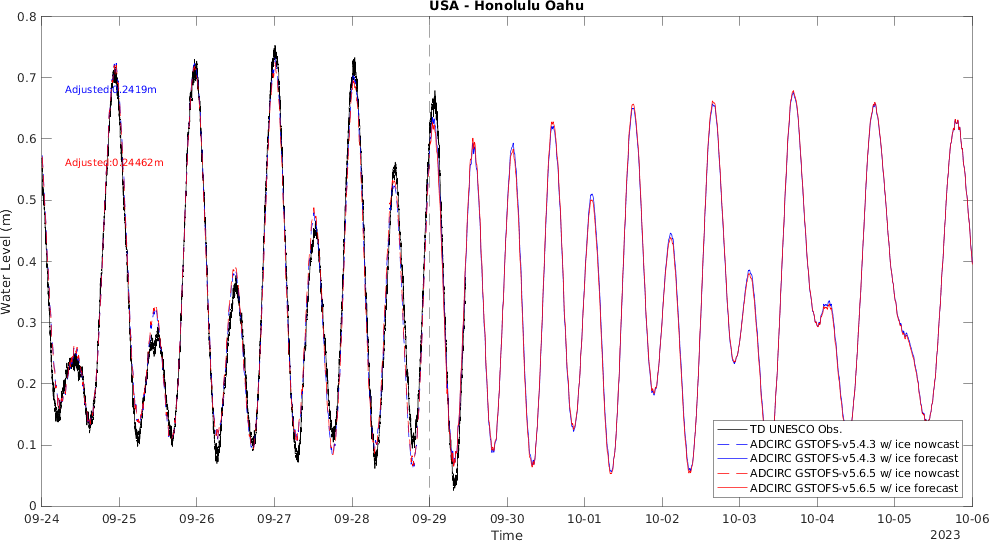 USA - Honolulu Oahu
0.8
0.7
0.6
0.5
0.4
0.3
0.2
0.1
0
Water Level (m)
Adjusted:0.2419m
Adjusted:0.24462m
TD UNESCO Obs.
ADCIRC GSTOFS-v5.4.3 w/ ice nowcast
ADCIRC GSTOFS-v5.4.3 w/ ice forecast
ADCIRC GSTOFS-v5.6.5 w/ ice nowcast
ADCIRC GSTOFS-v5.6.5 w/ ice forecast
09-24 09-25 09-26 09-27 09-28 09-29 09-30 10-01 10-02 10-03 10-04 10-05 10-06
Time
2023